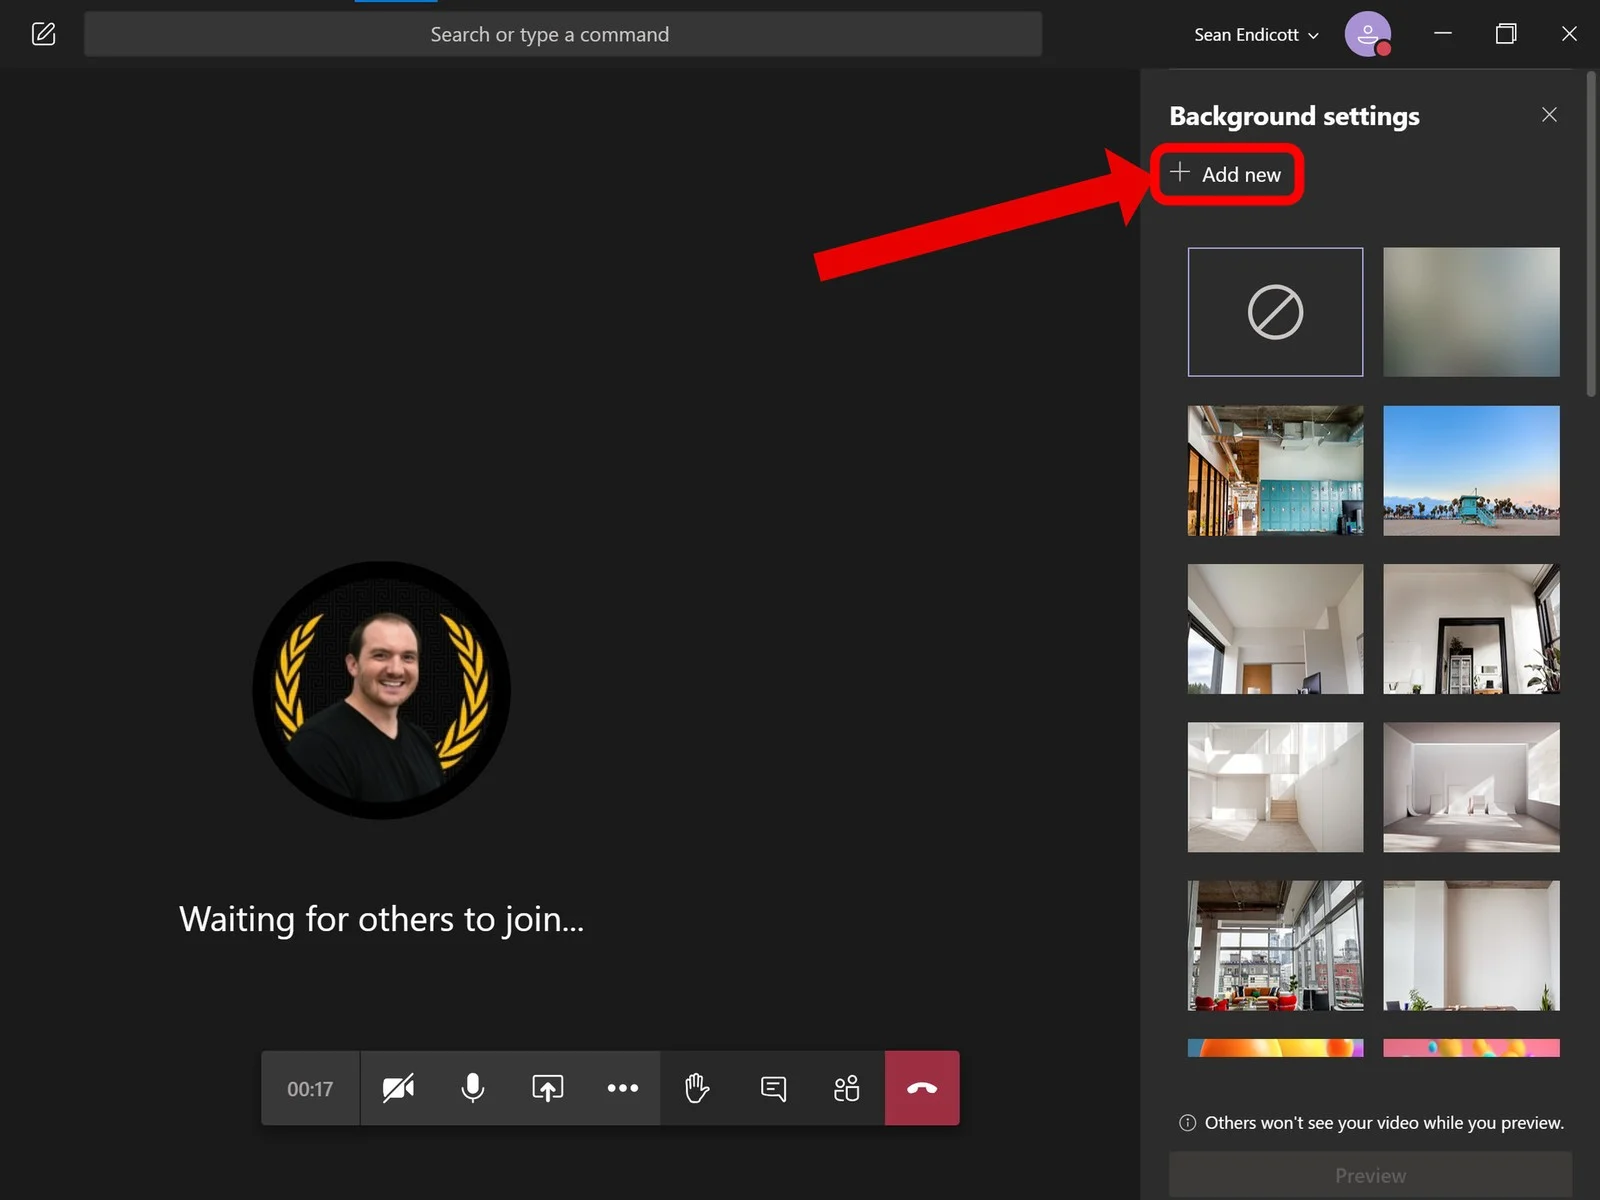 Search or type a command
Sean Endicott
Background settings
Add new
Waiting for others to join...
00:17
Others won't see your video while you preview.
Preview